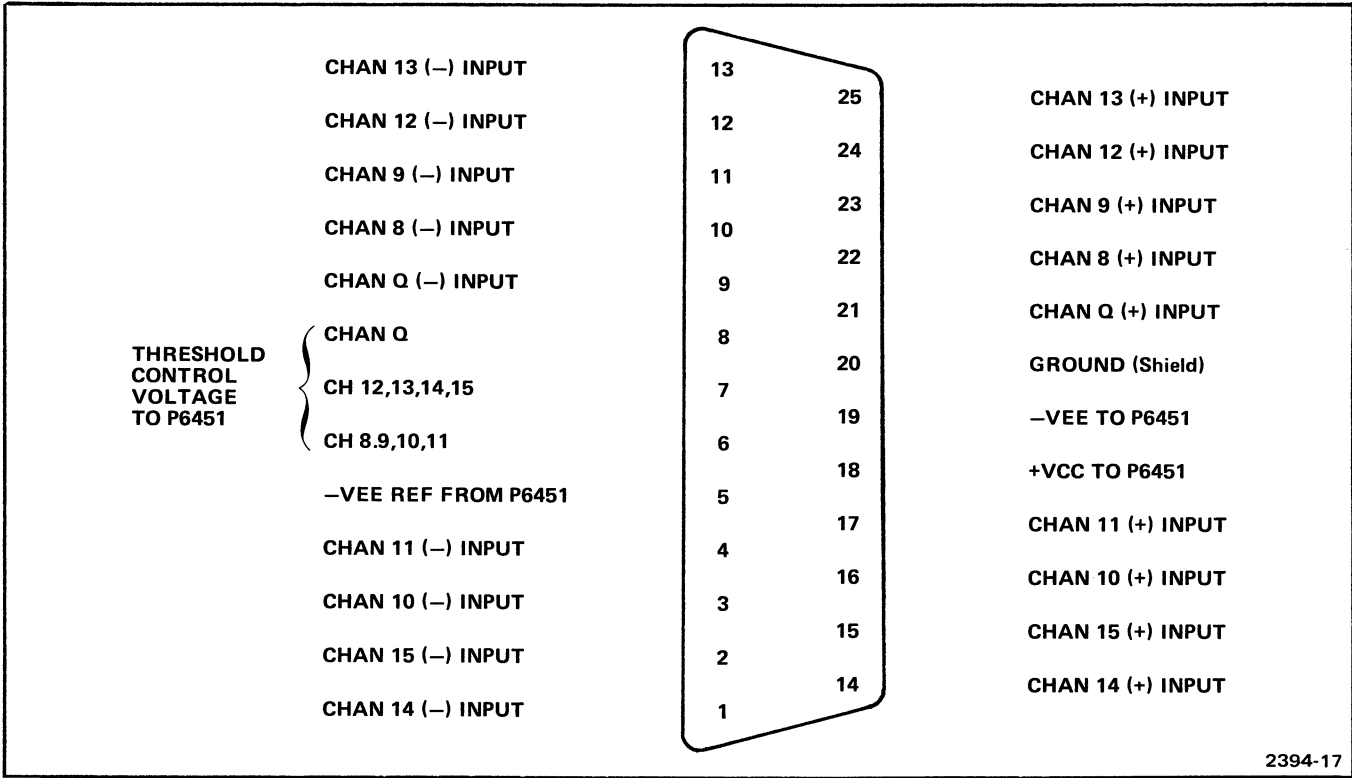 CHAN 13 (—) INPUT 13
25 CHAN 13 (+) INPUT
CHAN 12 (—) INPUT 12
24 CHAN 12 (+) INPUT
CHAN 9 (—) INPUT 11
23 CHAN 9 (+) INPUT
CHAN 8 (—) INPUT 10
22 CHAN 8 (+) INPUT
CHAN Q (—) INPUT 9
21 CHAN Q (+) INPUT
THRESHOLD
CONTROL
VOLTAGE
TO P6451
CHAN Q 8
20 GROUND (Shield)
CH 12,13,14,15 7
19 —VEE TO P6451
CH 8.9,10,11 6
18 +VCC TO P6451
—VEE REF FROM P6451 5
17 CHAN 11 (+) INPUT
CHAN 11 (—) INPUT 4
16 CHAN 10 (+) INPUT
CHAN 10 (—) INPUT 3
15 CHAN 15 (+) INPUT
CHAN 15 (—) INPUT 2
14 CHAN 14 (+) INPUT
CHAN 14 (—) INPUT 1
2394-17